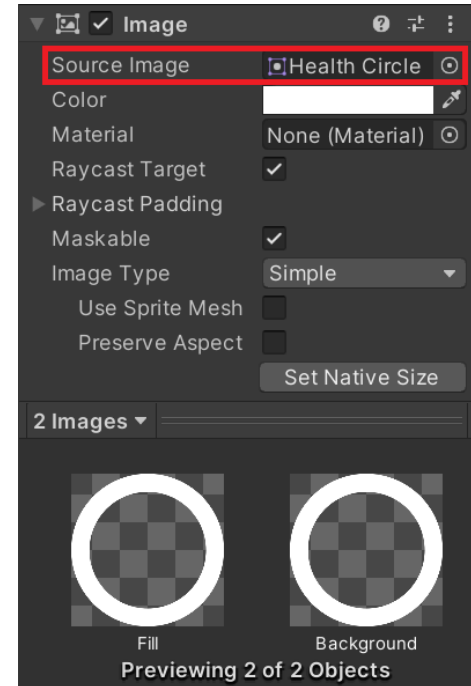 Image
Source Image Health Circle
Color
Material None (Material)
Raycast Target
Raycast Padding
Maskable
Image Type Simple
Use Sprite Mesh
Preserve Aspect
Set Native Size
2 Images
Fill Background
Previewing 2 of 2 Objects